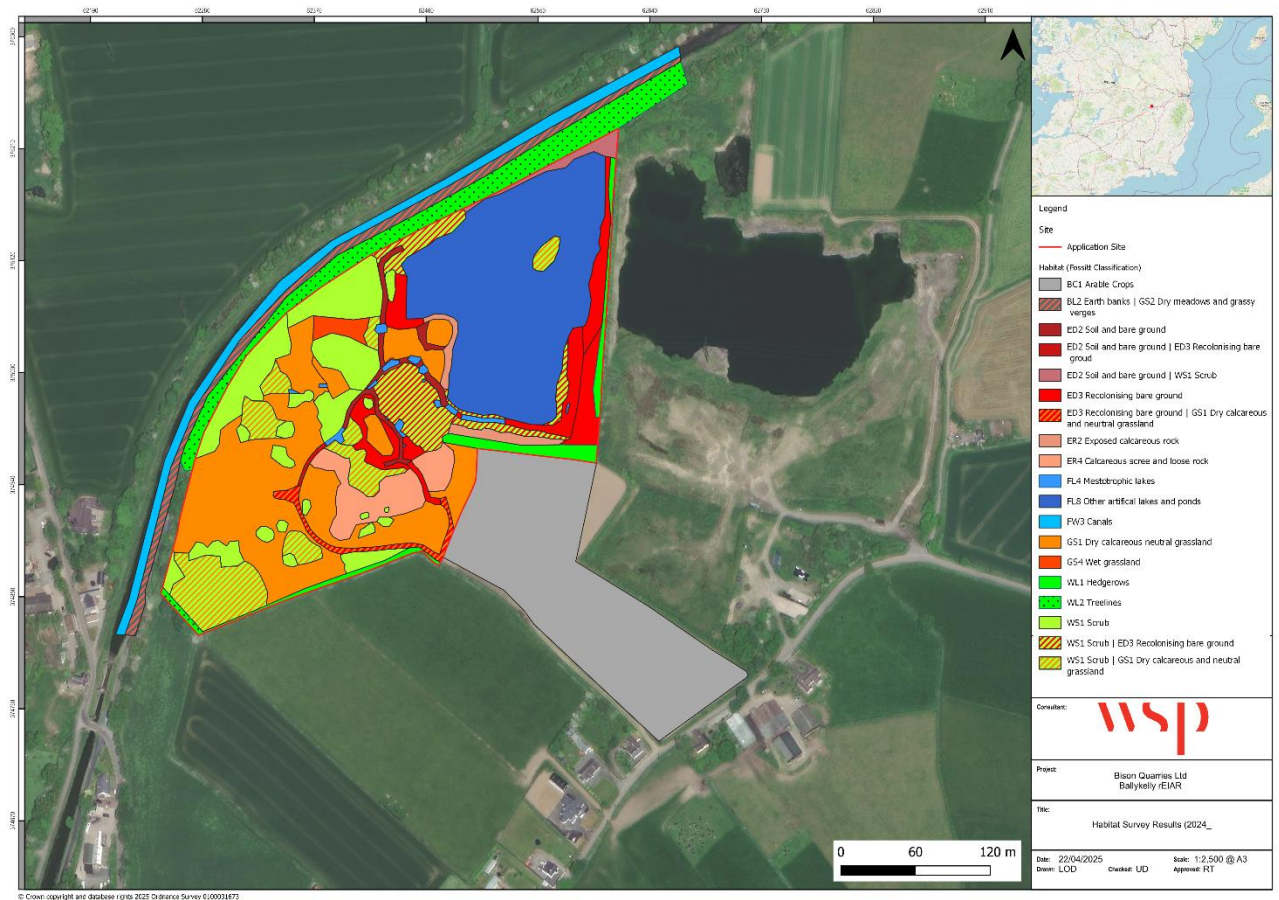 Legend
Site
Application Site
Habitat (Fossitt Classification)
BC1 Arable Crops
BL2 Earth banks | GS2 Dry meadows and grassy
verges
ED2 Soil and bare ground
ED2 Soil and bare ground | ED3 Recolonising bare
groud
ED2 Soil and bare ground | WS1 Scrub
ED3 Recolonising bare ground
ED3 Recolonising bare ground | GS1 Dry calcareous
and neurtral grassland
ER2 Exposed calcareous rock
ER4 Calcareous scree and loose rock
FL4 Mestotrophic lakes
FL8 Other artifical lakes and ponds
FW3 Canals
GS1 Dry calcareous neutral grassland
GS4 Wet grassland
WL1 Hedgerows
WL2 Treelines
WS1 Scrub
WS1 Scrub | ED3 Recolonising bare ground
WS1 Scrub | GS1 Dry calcareous and neutral
grassland
Consultant:
wsp
Project:
Bison Quarries Ltd
Ballykelly rEIAR
Title:
Habitat Survey Results (2024_
Date: 22/04/2025 Scale: 1:2,500 @ A3
Drawn: LOD Checked: UD Approved: RT
0 60 120 m
© Crown copyright and database rights 2025 Ordnance Survey 0100031673